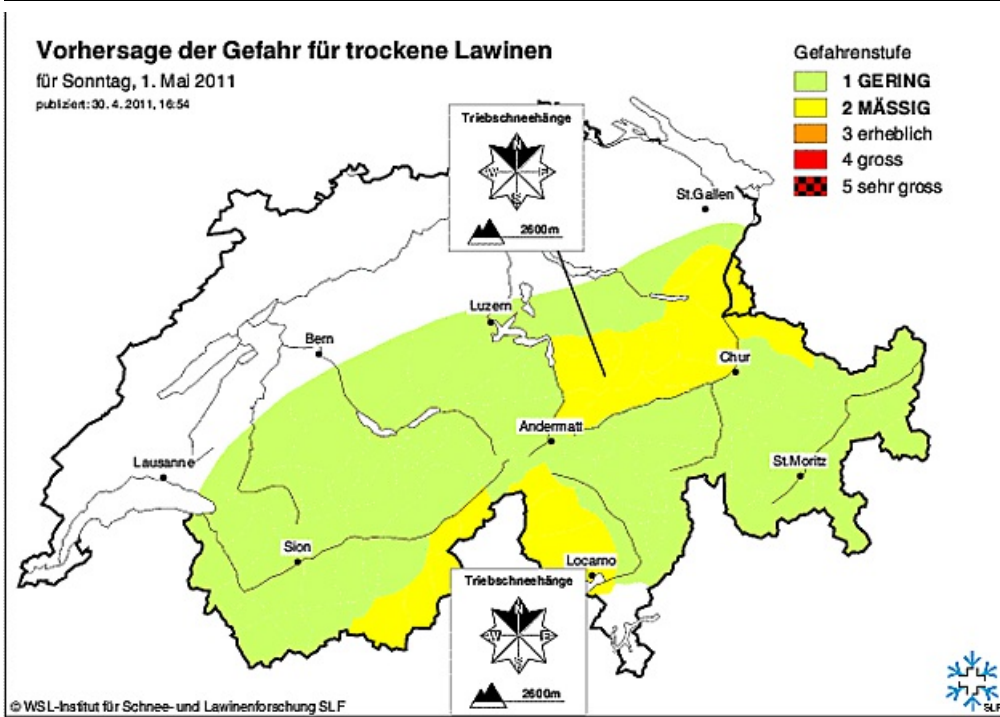 Vorhersage der Gefahr für trockene Lawinen
für Sonntag, 1. Mai 2011
publiziert: 30. 4. 2011, 16:54
Gefahrenstufe
1 GERING
2 MÄSSIG
3 erheblich
4 gross
5 sehr gross
Triebschneehänge
N
W E
S
2600m
St.Gallen
Luzern
Bern
Chur
Andermatt
Lausanne
St.Moritz
Sion
Locarno
Triebschneehänge
N
W E
S
2600m
© WSL-Institut für Schnee- und Lawinenforschung SLF
SLF